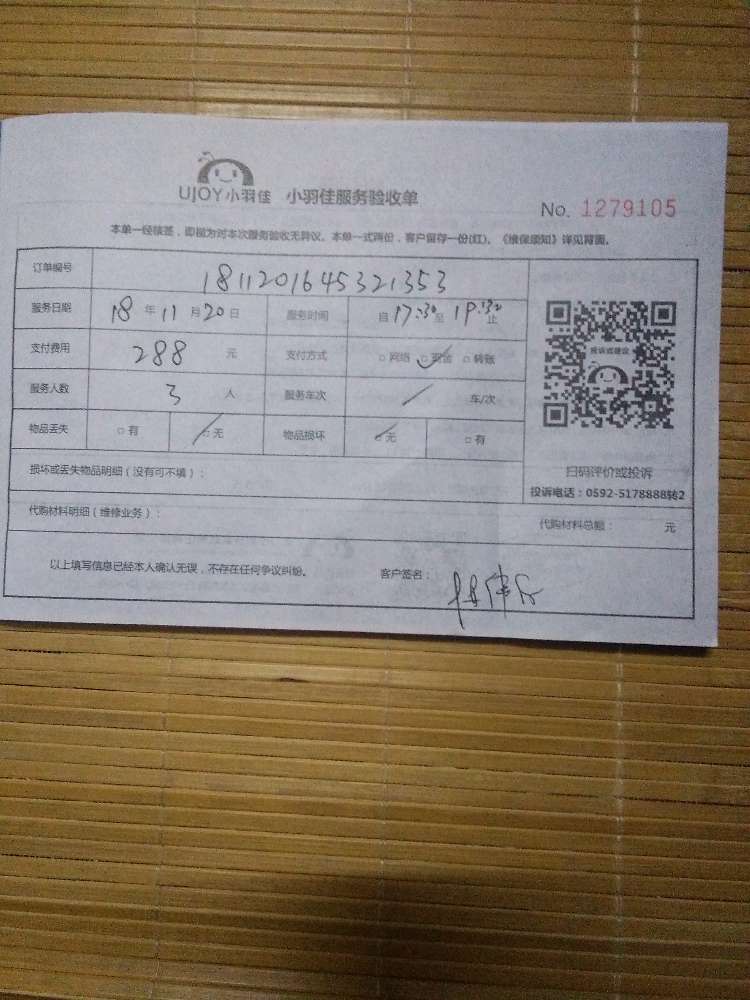 UJOY小羽佳 小羽佳服务验收单
No. 1279105
本单一经核签，即视为对本次服务验收无异议。本单一式两份，客户留存一份(红)。《维保须知》详见背面。
订单编号 1811201645321353
服务日期 18 年 11 月 20 日 服务时间 自 17:30 至 19:30 止
支付费用 288 元 支付方式 □ 网络 □ 现金 □ 转账
服务人数 3 人 服务车次 / 车/次
物品丢失 □ 有 □ 无 物品损坏 □ 无 □ 有
投诉或建议
扫码评价或投诉
投诉电话：0592-5178888转2
损坏或丢失物品明细（没有可不填）：
代购材料明细（维修业务）： 代购材料总额： 元
以上填写信息已经本人确认无误，不存在任何争议纠纷。 客户签名：